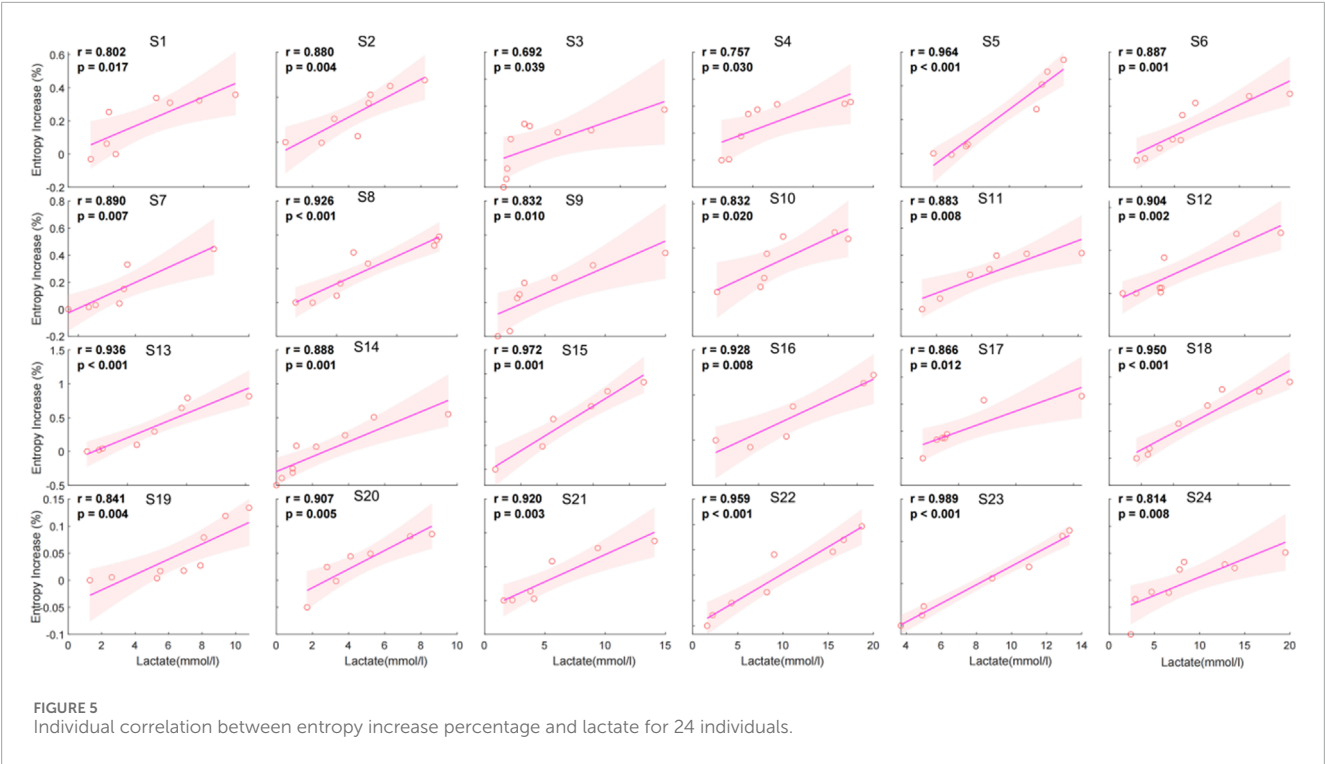 S1 S2 S3 S4 S5 S6
r = 0.802 r = 0.880 r = 0.692 r = 0.757 r = 0.964 r = 0.887
p = 0.017 p = 0.004 p = 0.039 p = 0.030 p < 0.001 p = 0.001
Entropy Increase (%)
0.6
0.4
0.2
0
-0.2
S7 S8 S9 S10 S11 S12
r = 0.890 r = 0.926 r = 0.832 r = 0.832 r = 0.883 r = 0.904
p = 0.007 p < 0.001 p = 0.010 p = 0.020 p = 0.008 p = 0.002
Entropy Increase (%)
0.8
0.6
0.4
0.2
0
-0.2
S13 S14 S15 S16 S17 S18
r = 0.936 r = 0.888 r = 0.972 r = 0.928 r = 0.866 r = 0.950
p < 0.001 p = 0.001 p = 0.001 p = 0.008 p = 0.012 p < 0.001
Entropy Increase (%)
1.5
1
0.5
0
-0.5
S19 S20 S21 S22 S23 S24
r = 0.841 r = 0.907 r = 0.920 r = 0.959 r = 0.989 r = 0.814
p = 0.004 p = 0.005 p = 0.003 p < 0.001 p < 0.001 p = 0.008
Entropy Increase (%)
0.15
0.1
0.05
0
-0.05
-0.1
0 2 4 6 8 10 0 2 4 6 8 10 0 5 10 15 0 5 10 15 20 4 6 8 10 12 14 0 5 10 15 20
Lactate(mmol/l) Lactate(mmol/l) Lactate(mmol/l) Lactate(mmol/l) Lactate(mmol/l) Lactate(mmol/l)
FIGURE 5
Individual correlation between entropy increase percentage and lactate for 24 individuals.